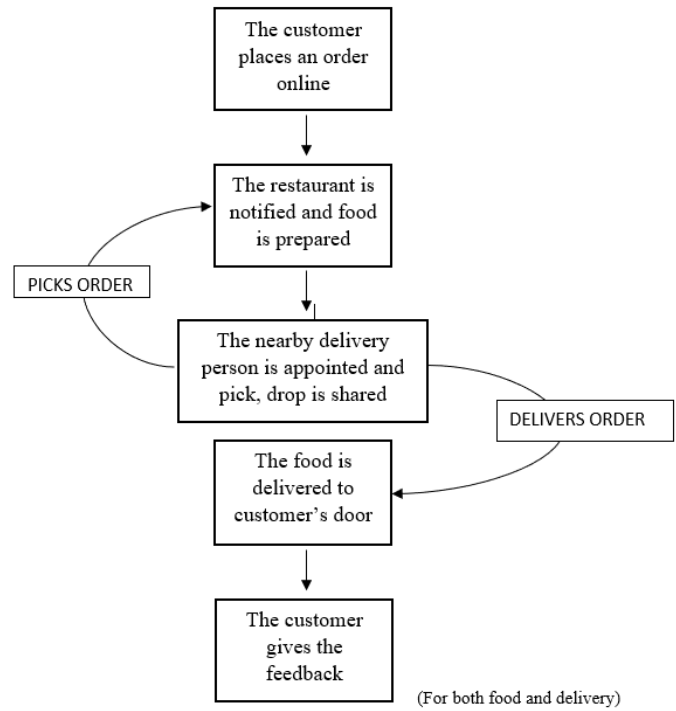 The customer
places an order
online
The restaurant is
notified and food
is prepared
PICKS ORDER
The nearby delivery
person is appointed and
pick, drop is shared
DELIVERS ORDER
The food is
delivered to
customer’s door
The customer
gives the
feedback
(For both food and delivery)